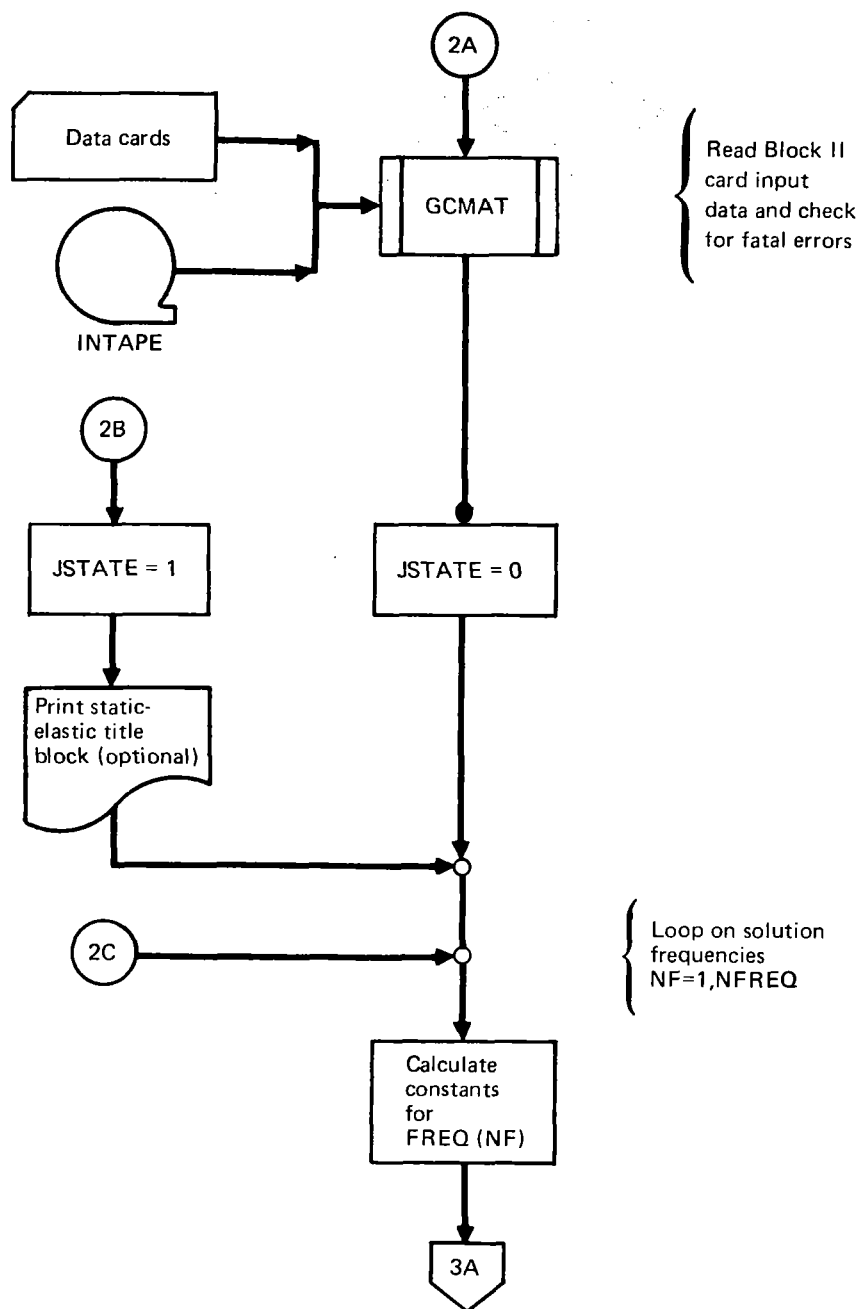 2A
Data cards
GCMAT
Read Block II
card input
data and check
for fatal errors
INTAPE
2B
JSTATE = 1
JSTATE = 0
Print static-
elastic title
block (optional)
2C
Loop on solution
frequencies
NF=1,NFREQ
Calculate
constants
for
FREQ (NF)
3A